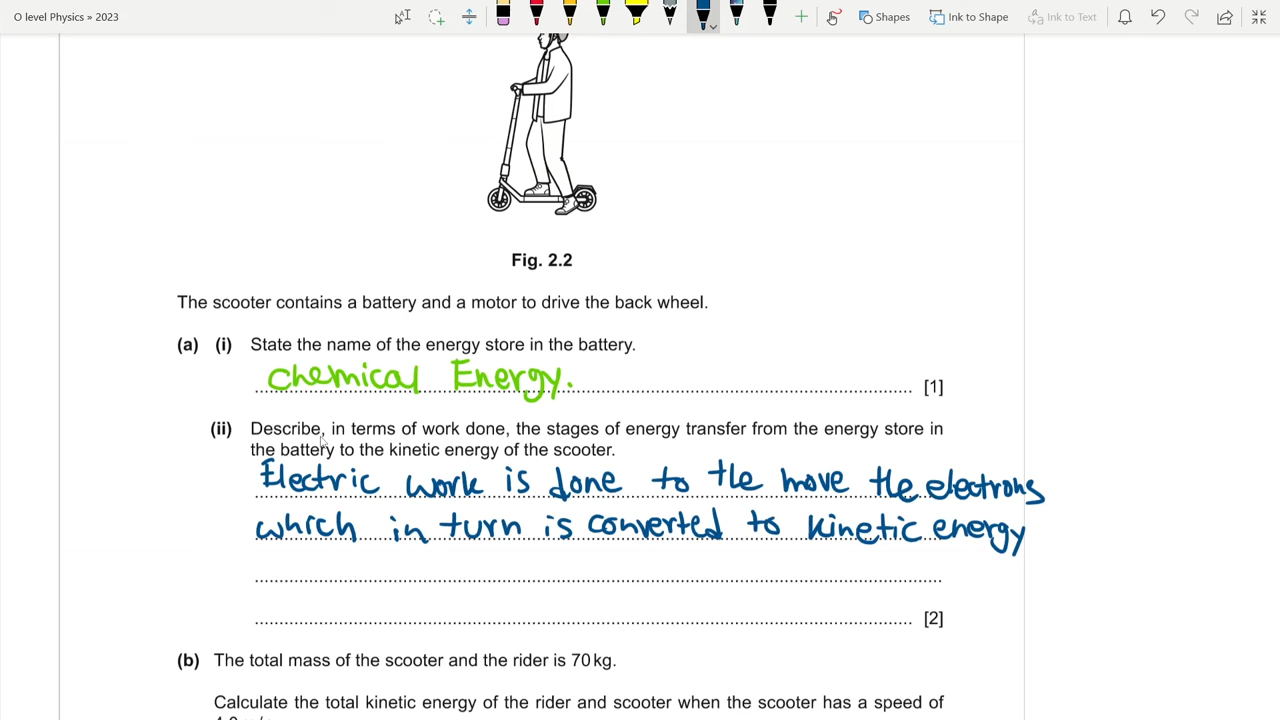 O level Physics » 2023
Shapes
Ink to Shape
Ink to Text
Fig. 2.2
The scooter contains a battery and a motor to drive the back wheel.
(a) (i) State the name of the energy store in the battery.
Chemical Energy. [1]
(ii) Describe, in terms of work done, the stages of energy transfer from the energy store in
the battery to the kinetic energy of the scooter.
Electric work is done to the move the electrons
which in turn is converted to kinetic energy
[2]
(b) The total mass of the scooter and the rider is 70 kg.
Calculate the total kinetic energy of the rider and scooter when the scooter has a speed of